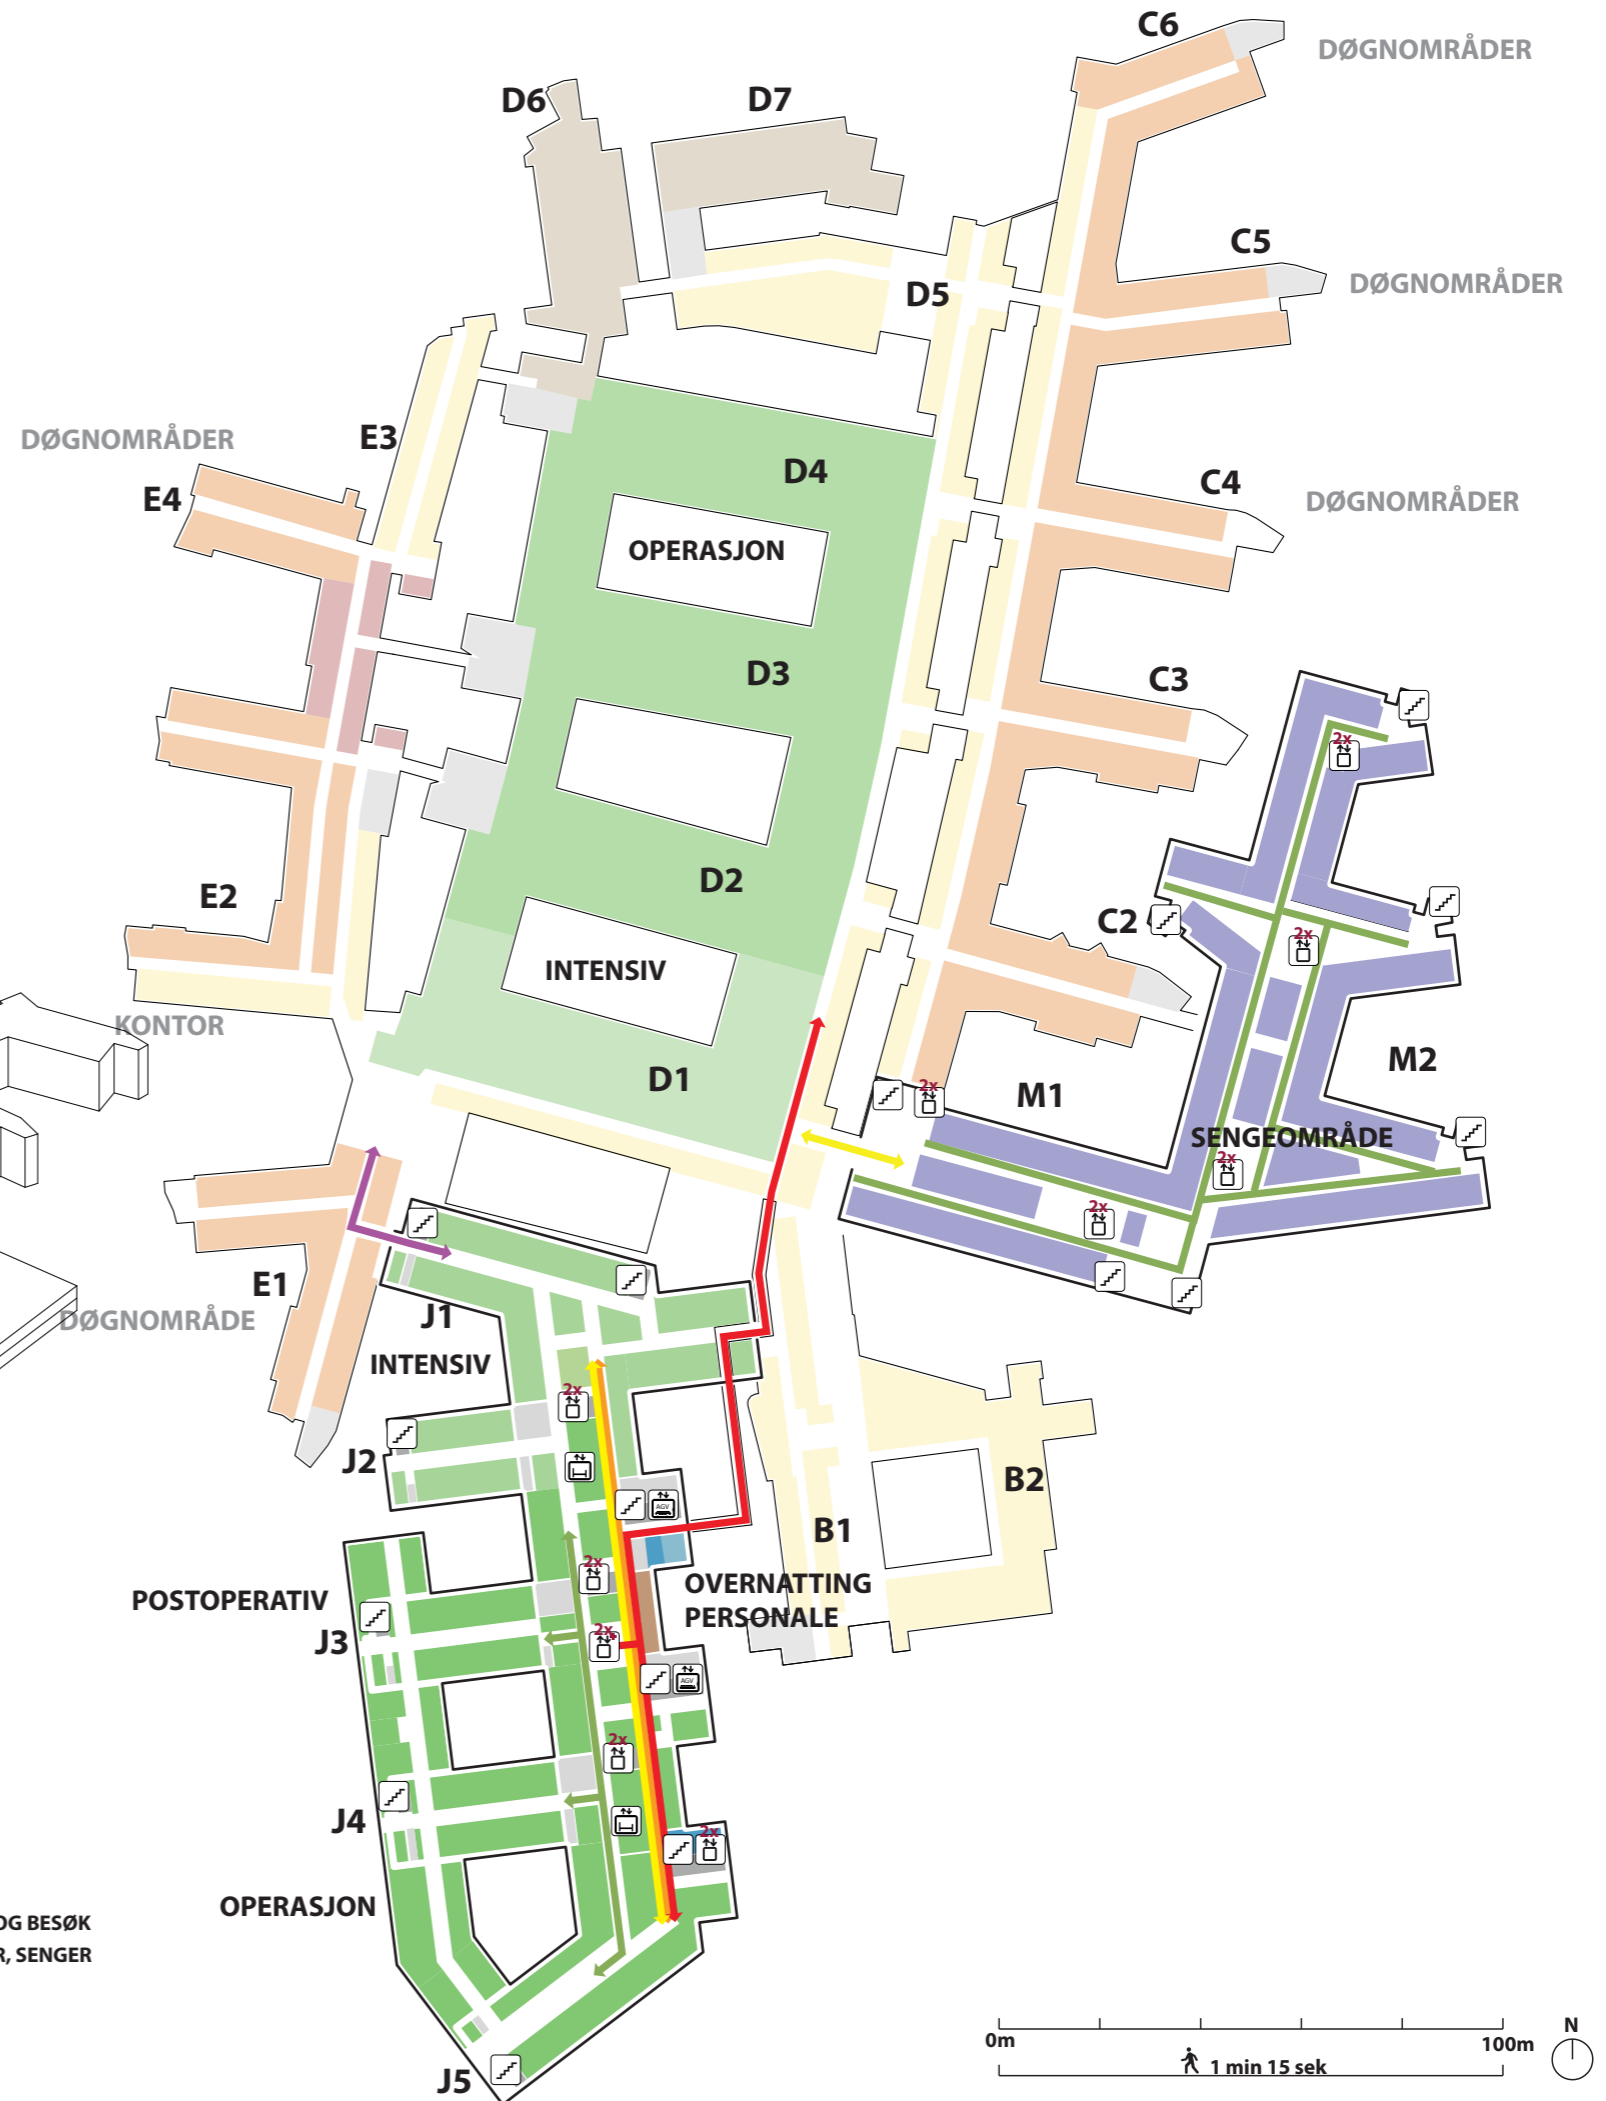 C6
DØGNOMRÅDER
D6
D7
C5
DØGNOMRÅDER
D5
DØGNOMRÅDER
E3
E4
D4
C4
DØGNOMRÅDER
OPERASJON
D3
C3
2x
D2
E2
C2
2x
INTENSIV
KONTOR
D1
M1
M2
2x
SENGEOMRÅDE
2x
2x
E1
DØGNOMRÅDE
J1
INTENSIV
2x
J2
B2
AGV
B1
2x
OVERNATTING
PERSONALE
POSTOPERATIV
J3
2x
AGV
2x
J4
2x
OPERASJON
OG BESØK
R, SENGER
J5
0m
100m
N
1 min 15 sek